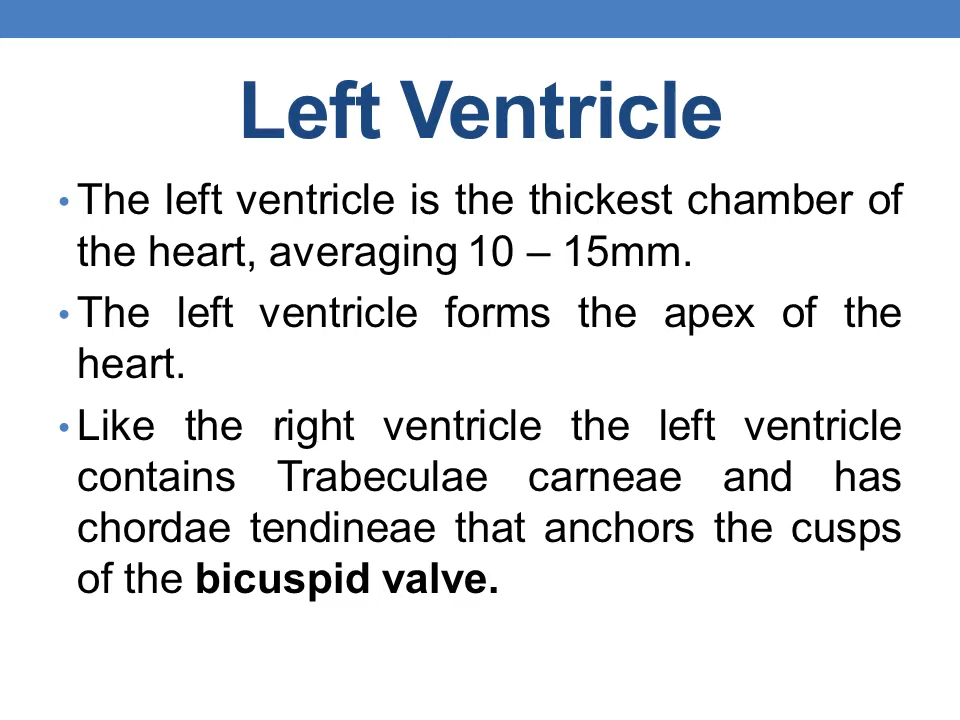 Left Ventricle
• The left ventricle is the thickest chamber of
the heart, averaging 10 – 15mm.
• The left ventricle forms the apex of the
heart.
• Like the right ventricle the left ventricle
contains Trabeculae carneae and has
chordae tendineae that anchors the cusps
of the bicuspid valve.